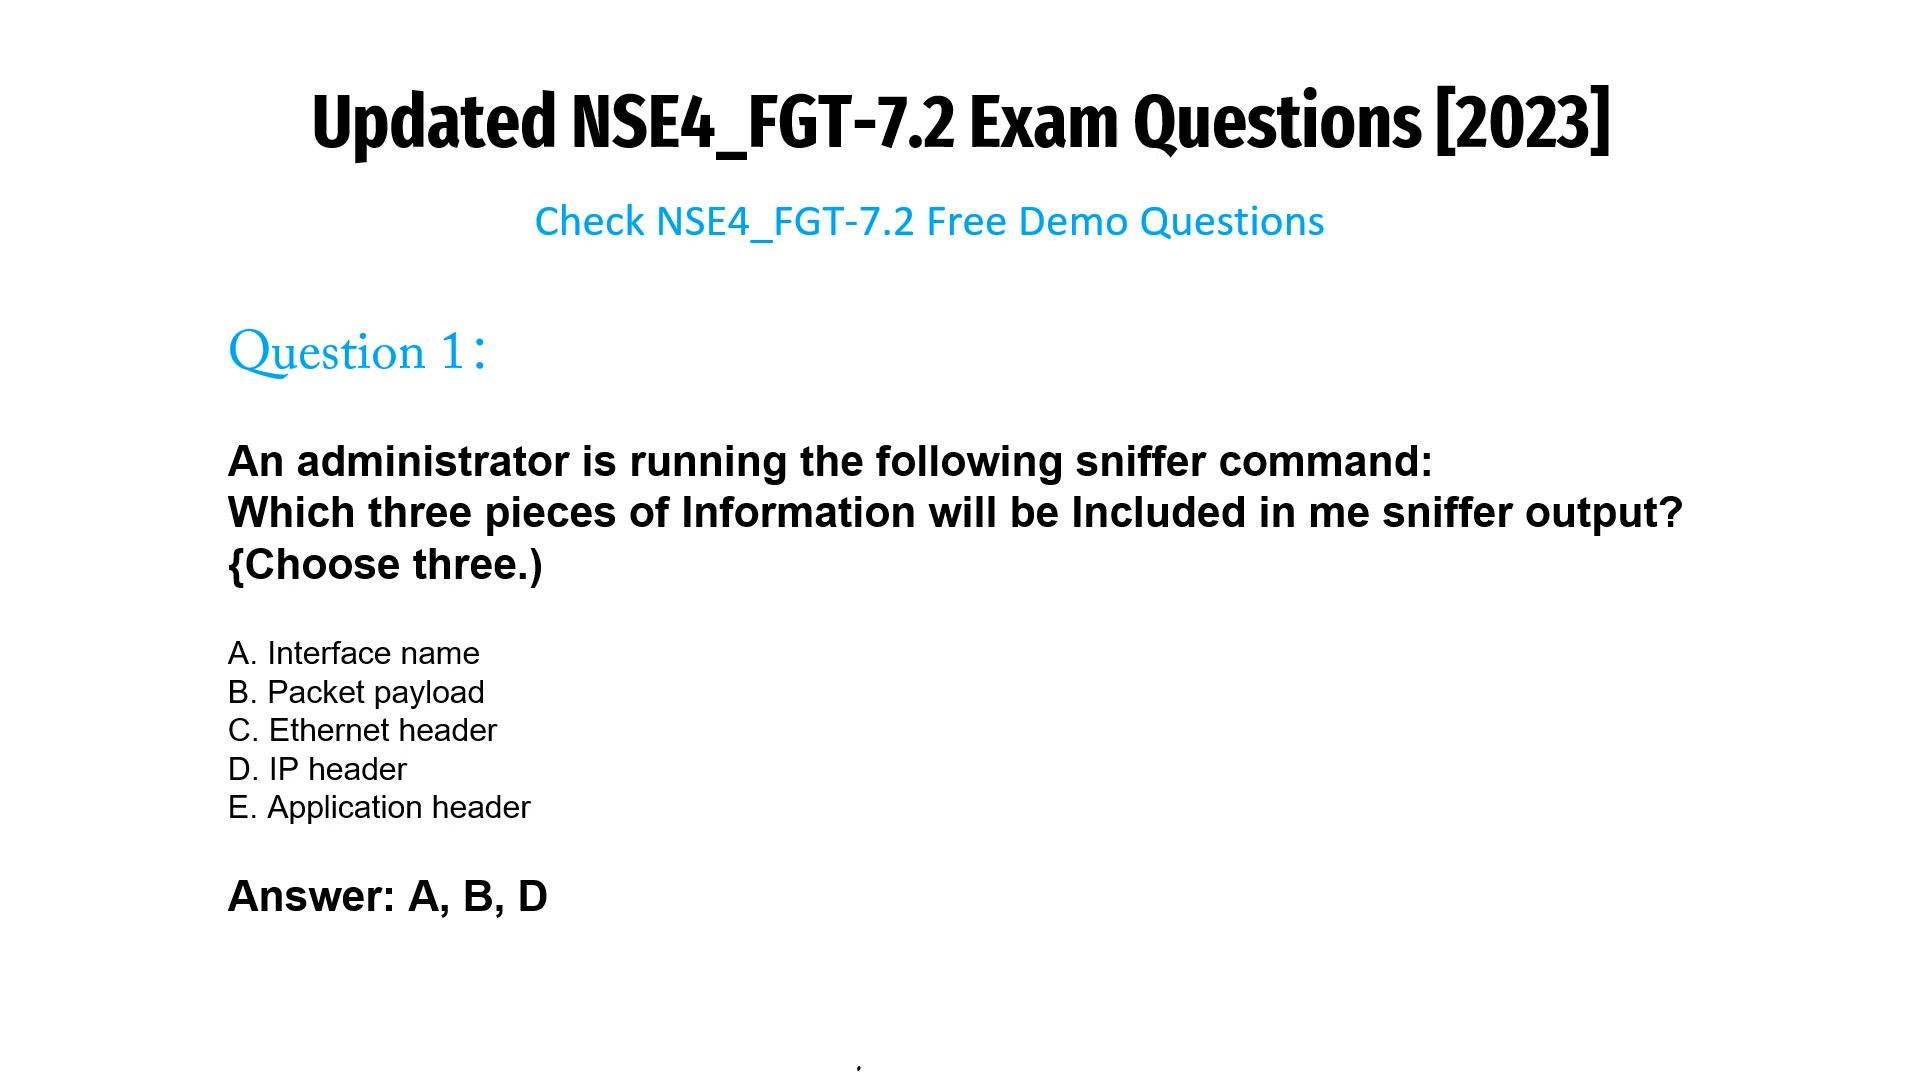 Updated NSE4_FGT-7.2 Exam Questions [2023]
Check NSE4_FGT-7.2 Free Demo Questions
Question 1:
An administrator is running the following sniffer command:
Which three pieces of Information will be Included in me sniffer output?
{Choose three.)
A. Interface name
B. Packet payload
C. Ethernet header
D. IP header
E. Application header
Answer: A, B, D